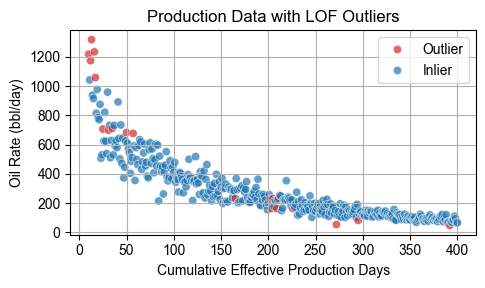 Production Data with LOF Outliers
Oil Rate (bbl/day)
1200
1000
800
600
400
200
0
Outlier
Inlier
0 50 100 150 200 250 300 350 400
Cumulative Effective Production Days